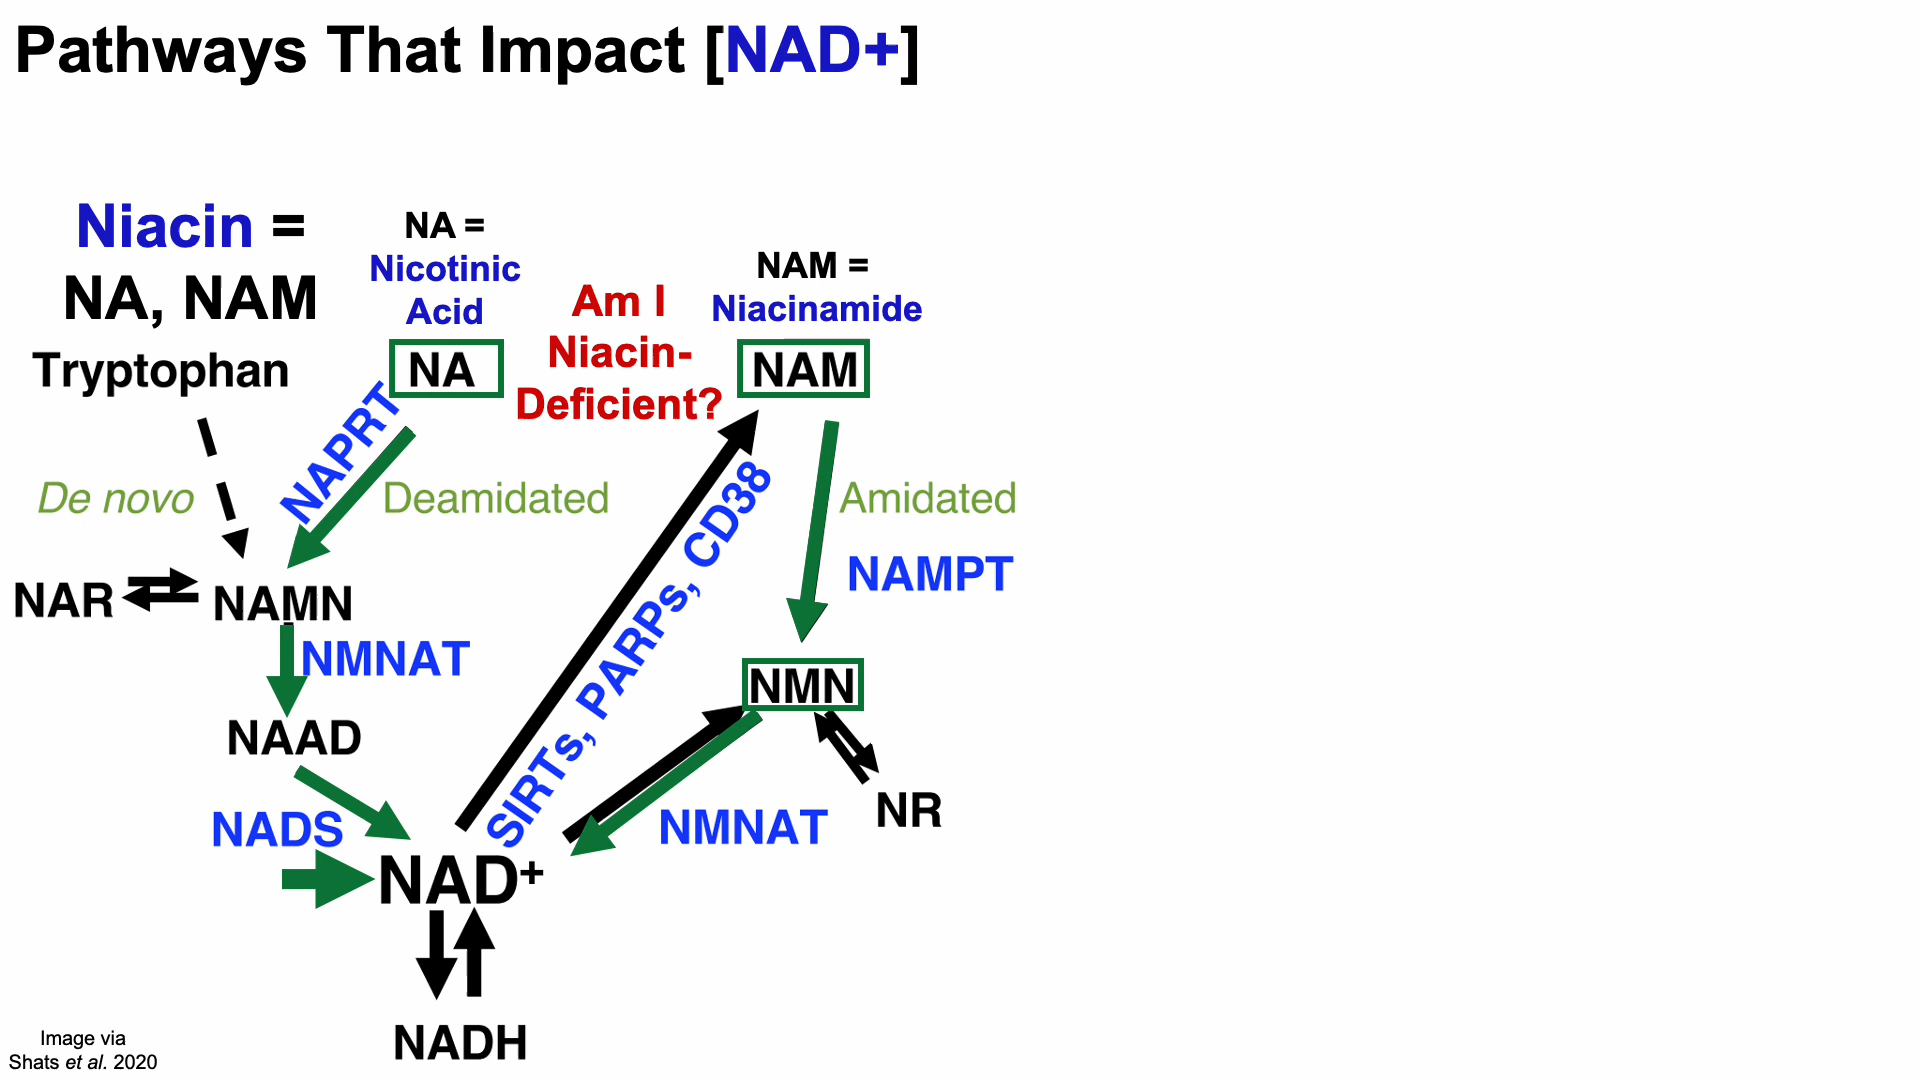 Pathways That Impact [NAD+]
Niacin =
NA, NAM
NA =
Nicotinic
Acid
Am I
Niacin-
Deficient?
NAM =
Niacinamide
Tryptophan
NA
NAM
NAPRT
De novo
Deamidated
SIRTs, PARPs, CD38
Amidated
NAMPT
NAR
NAMN
NMNAT
NMN
NAAD
NADS
NMNAT
NR
NAD+
NADH
Image via
Shats et al. 2020